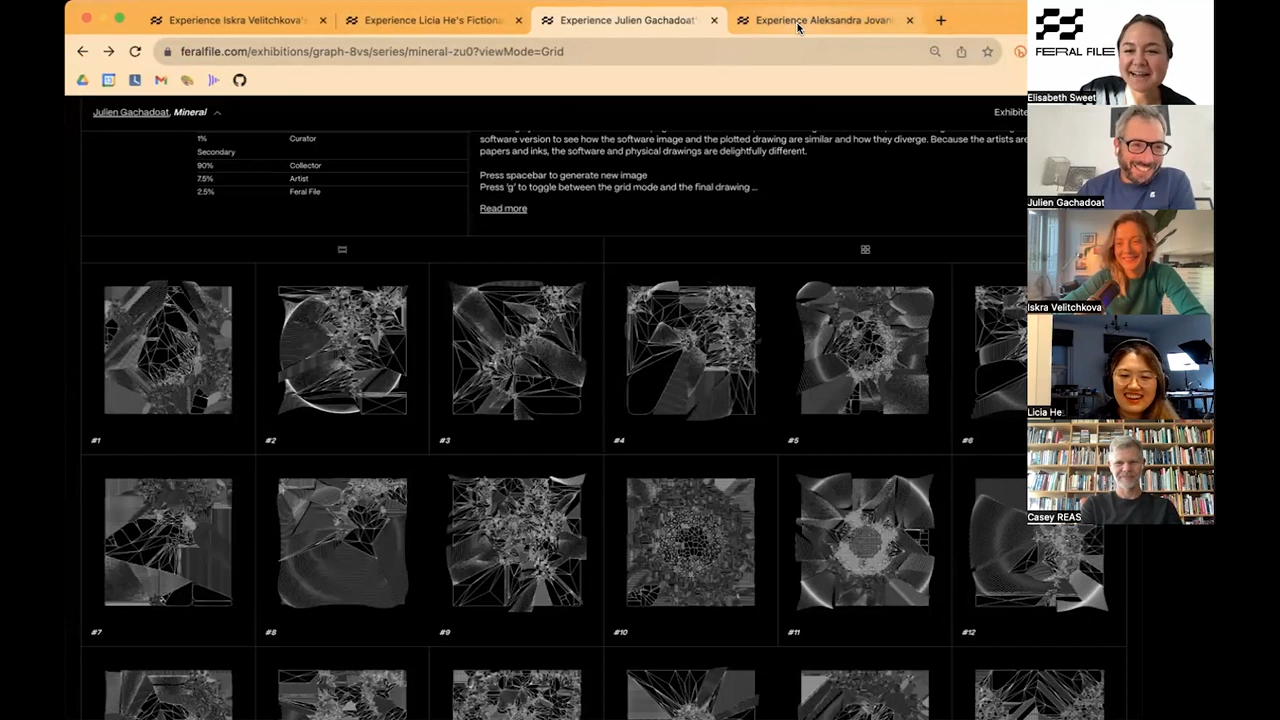 Experience Iskra Velitchkova's
Experience Licia He's Fictiona
Experience Julien Gachadoat'
Experience Aleksandra Jovani
feralfile.com/exhibitions/graph-8vs/series/mineral-zu0?viewMode=Grid
Julien Gachadoat, Mineral
Exhibite
1% Curator
Secondary
90% Collector
7.5% Artist
2.5% Feral File
software version to see how the software image and the plotted drawing are similar and how they diverge. Because the artists are
papers and inks, the software and physical drawings are delightfully different.
Press spacebar to generate new image
Press 'g' to toggle between the grid mode and the final drawing ...
Read more
#1
#2
#3
#4
#5
#6
#7
#8
#9
#10
#11
#12
FERAL FILE
Elisabeth Sweet
Julien Gachadoat
Iskra Velitchkova
Licia He
Casey REAS